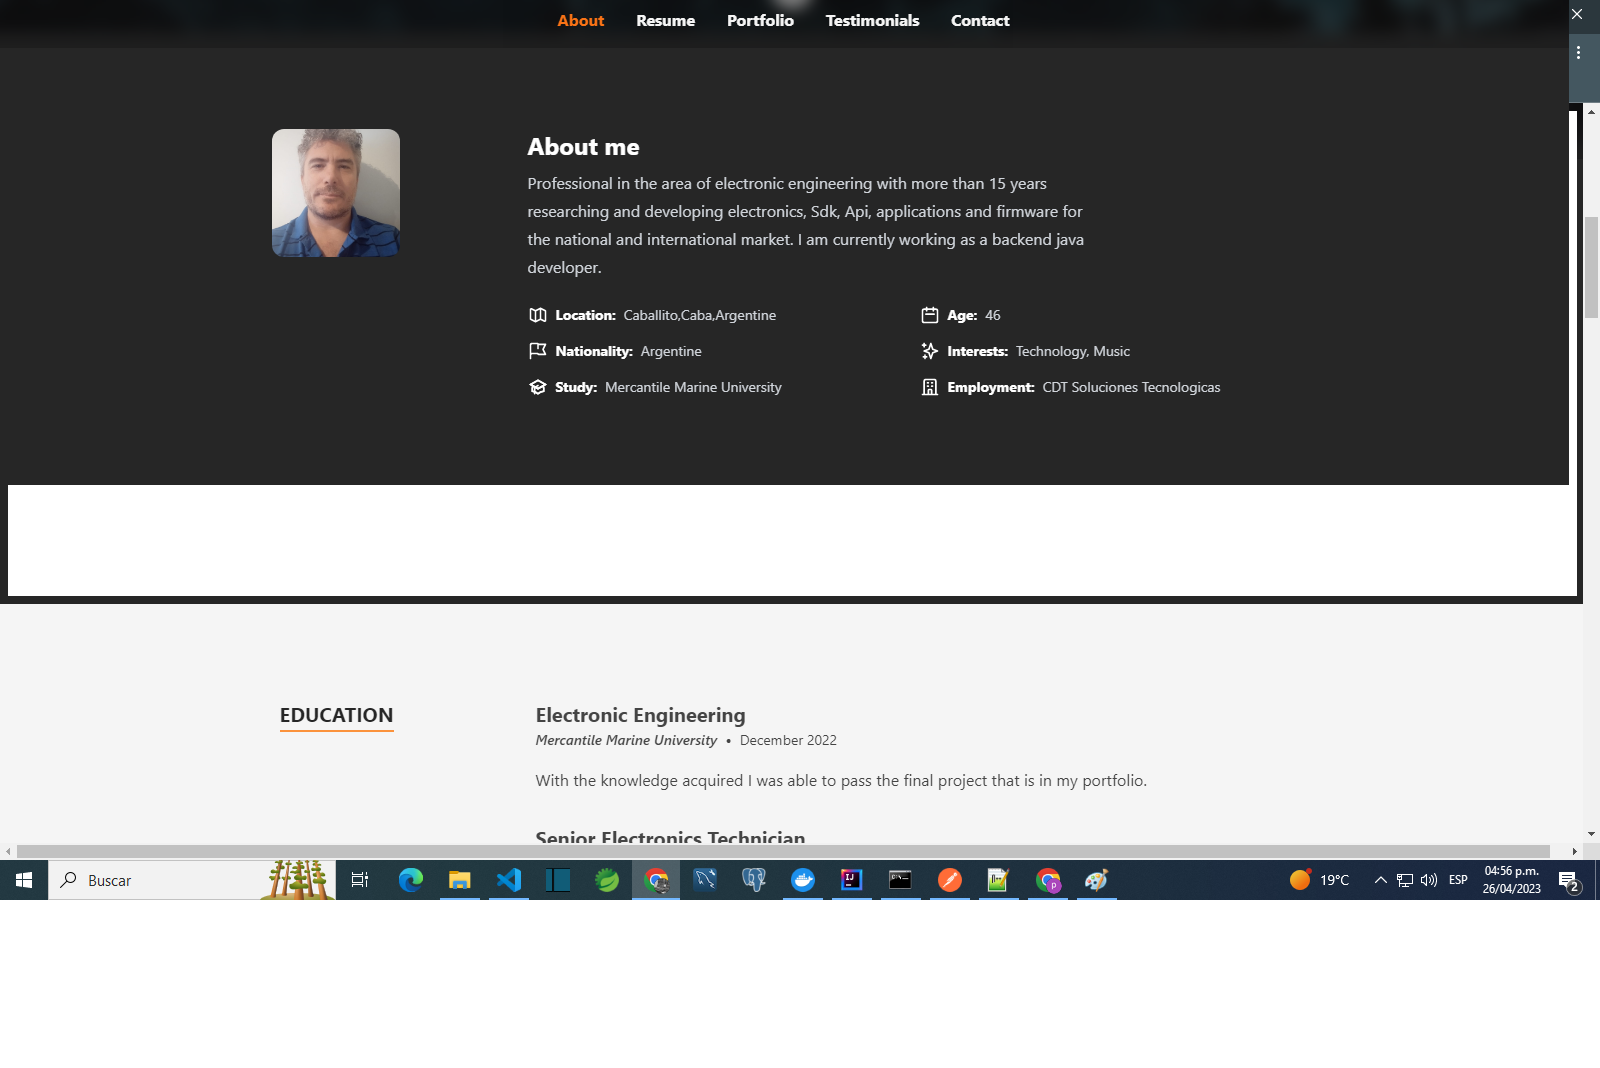 About Resume Portfolio Testimonials Contact
About me
Professional in the area of electronic engineering with more than 15 years
researching and developing electronics, Sdk, Api, applications and firmware for
the national and international market. I am currently working as a backend java
developer.
Location: Caballito,Caba,Argentine
Age: 46
Nationality: Argentine
Interests: Technology, Music
Study: Mercantile Marine University
Employment: CDT Soluciones Tecnologicas
EDUCATION
Electronic Engineering
Mercantile Marine University • December 2022
With the knowledge acquired I was able to pass the final project that is in my portfolio.
Senior Electronics Technician
Buscar
19°C
ESP
04:56 p.m.
26/04/2023
2